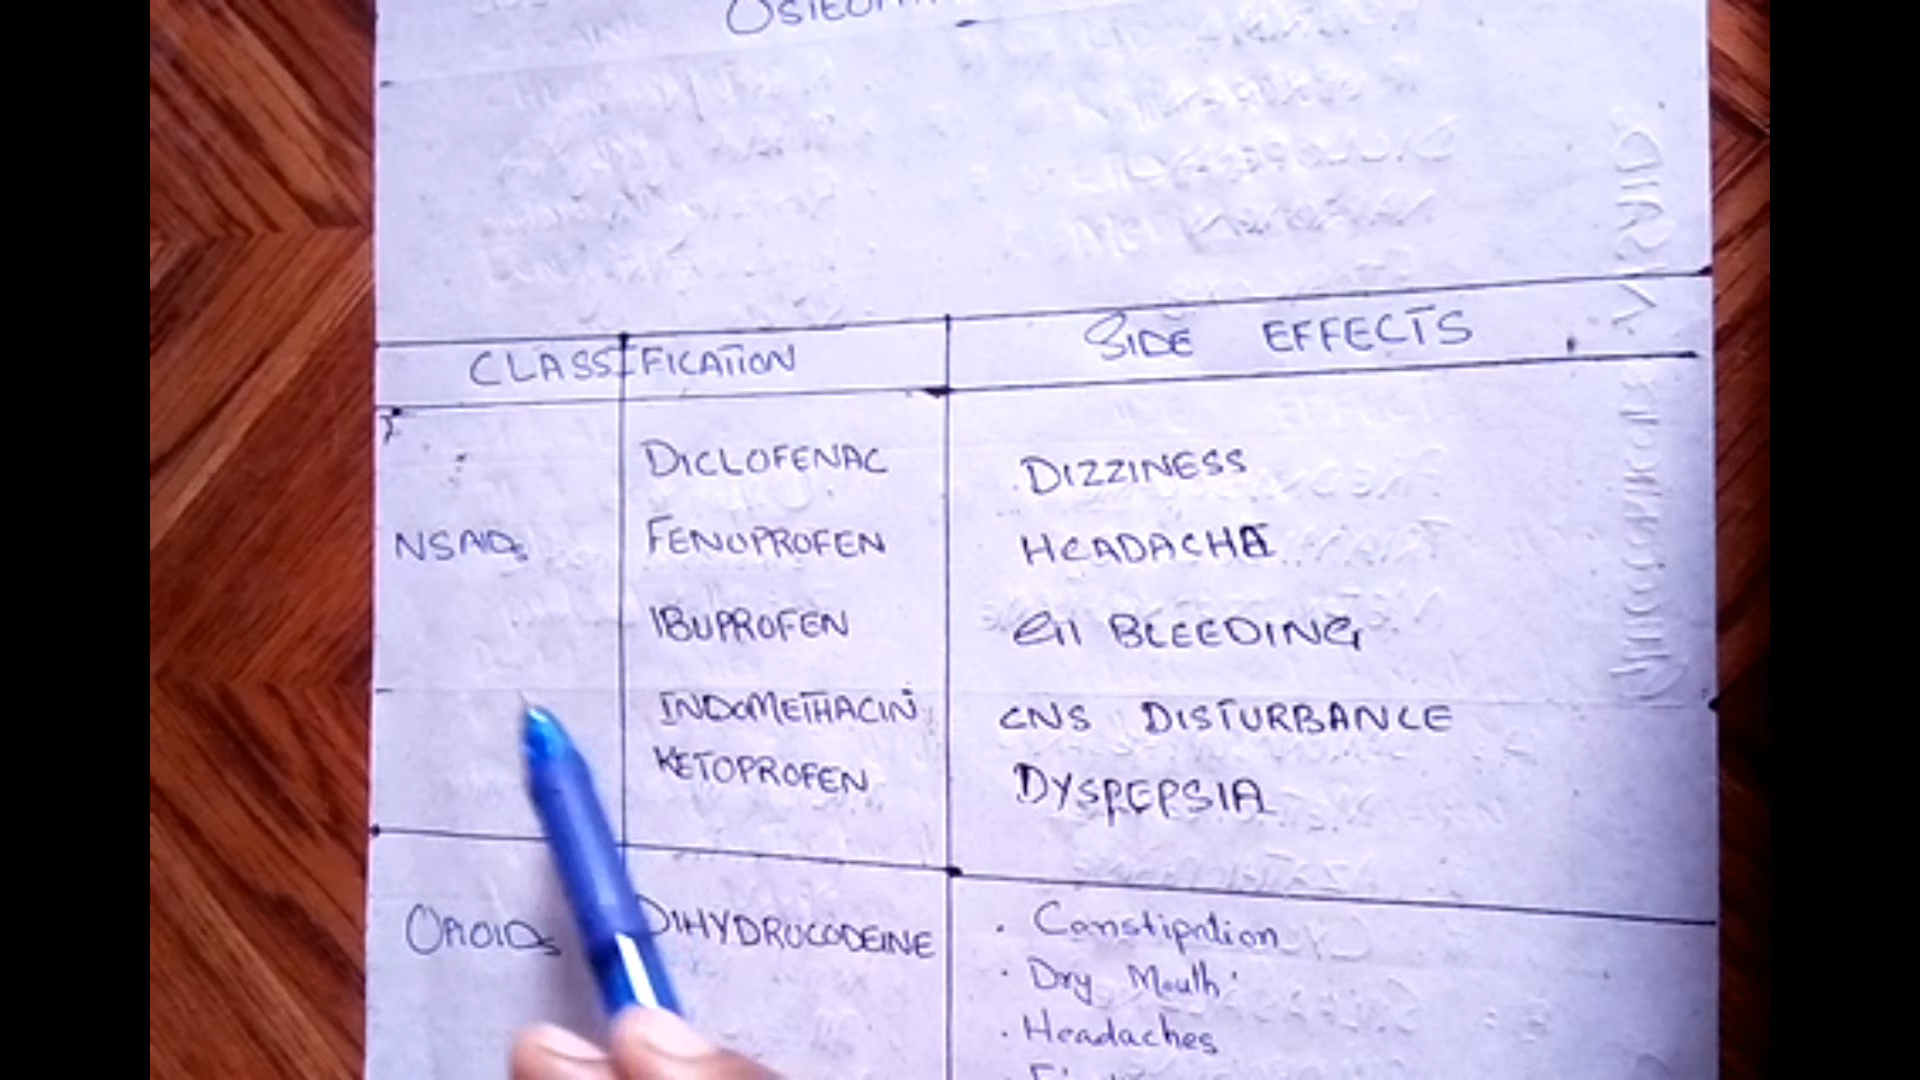 CLASSIFICATION SIDE EFFECTS
DICLOFENAC DIZZINESS
NSAIDs FENOPROFEN HEADACHE
IBUPROFEN GI BLEEDING
INDOMETHACIN CNS DISTURBANCE
KETOPROFEN DYSPEPSIA
OPIOIDs DIHYDROCODEINE . Constipation
. Dry Mouth
. Headaches